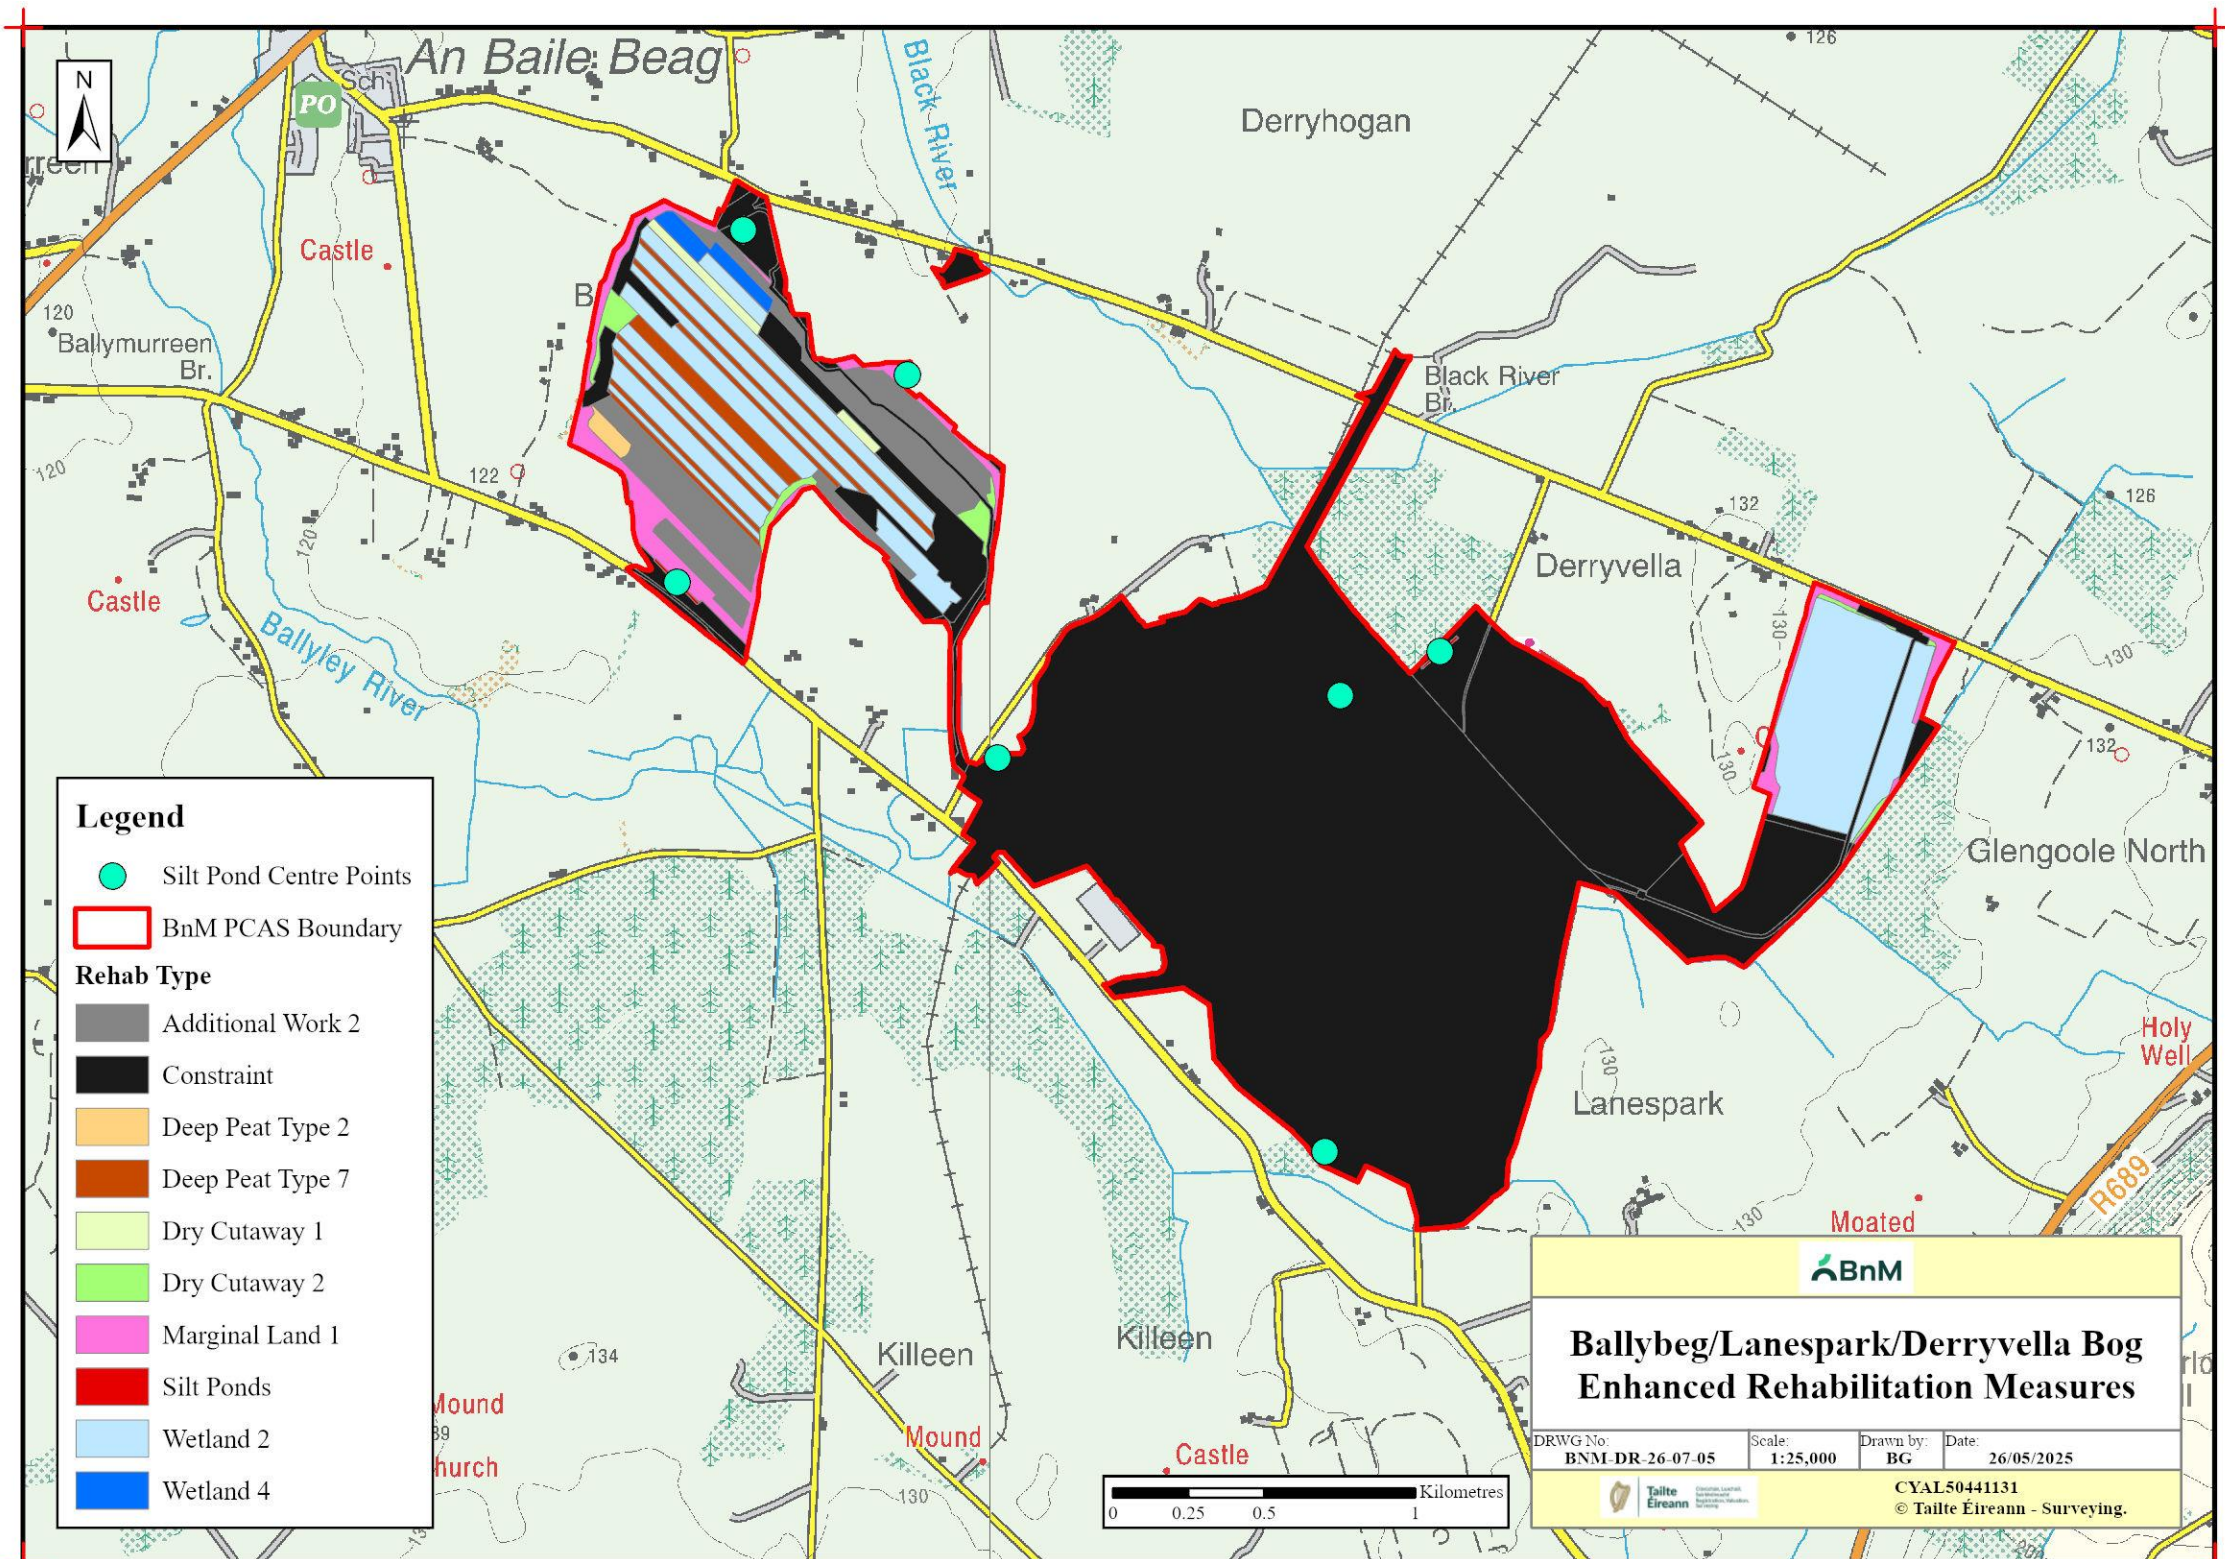 An Baile Beag
Sch
PO
N
Black River
Derryhogan
126
rreen
Castle
B
120
Ballymurreen
Br.
Black River
Br.
120
122
120
132
126
Derryvella
Castle
130
130
Ballyley River
132
130
Glengoole North
Legend
Silt Pond Centre Points
BnM PCAS Boundary
Rehab Type
Additional Work 2
Constraint
Deep Peat Type 2
Deep Peat Type 7
Dry Cutaway 1
Dry Cutaway 2
Marginal Land 1
Silt Ponds
Wetland 2
Wetland 4
Holy
Well
130
Lanespark
R689
130
Moated
134
Killeen
Killeen
Mound
39
hurch
Mound
Castle
130
Kilometres
0 0.25 0.5 1
BnM
Ballybeg/Lanespark/Derryvella Bog
Enhanced Rehabilitation Measures
DRWG No: Scale: Drawn by: Date:
BNM-DR-26-07-05 1:25,000 BG 26/05/2025
Tailte
Éireann
CYAL50441131
© Tailte Éireann - Surveying.